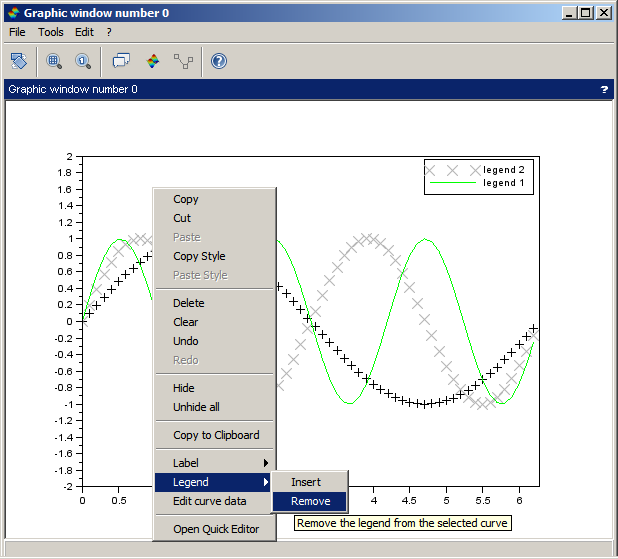 Graphic window number 0
File Tools Edit ?
Graphic window number 0 ?
legend 2
legend 1
2
1.8
1.6
1.4
1.2
1
0.8
0.6
0.4
0.2
0
-0.2
-0.4
-0.6
-0.8
-1
-1.2
-1.4
-1.6
-1.8
-2
0 0.5 4 4.5 5 5.5 6
Copy
Cut
Paste
Copy Style
Paste Style
Delete
Clear
Undo
Redo
Hide
Unhide all
Copy to Clipboard
Label
Legend
Edit curve data
Open Quick Editor
Insert
Remove
Remove the legend from the selected curve